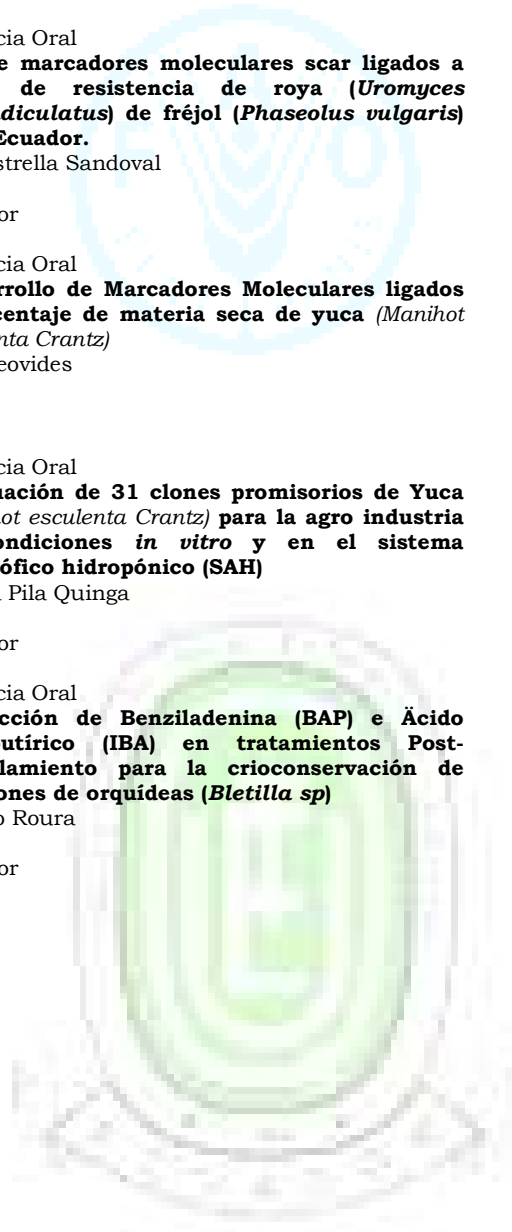 cia Oral
e marcadores moleculares scar ligados a
de resistencia de roya (Uromyces
diculatus) de fréjol (Phaseolus vulgaris)
Ecuador.
strella Sandoval
or
cia Oral
rrollo de Marcadores Moleculares ligados
centaje de materia seca de yuca (Manihot
nta Crantz)
eovides
cia Oral
uación de 31 clones promisorios de Yuca
hot esculenta Crantz) para la agro industria
ondiciones in vitro y en el sistema
ófico hidropónico (SAH)
Pila Quinga
or
cia Oral
cción de Benziladenina (BAP) e Äcido
utírico (IBA) en tratamientos Post-
lamiento para la crioconservación de
ones de orquídeas (Bletilla sp)
o Roura
or